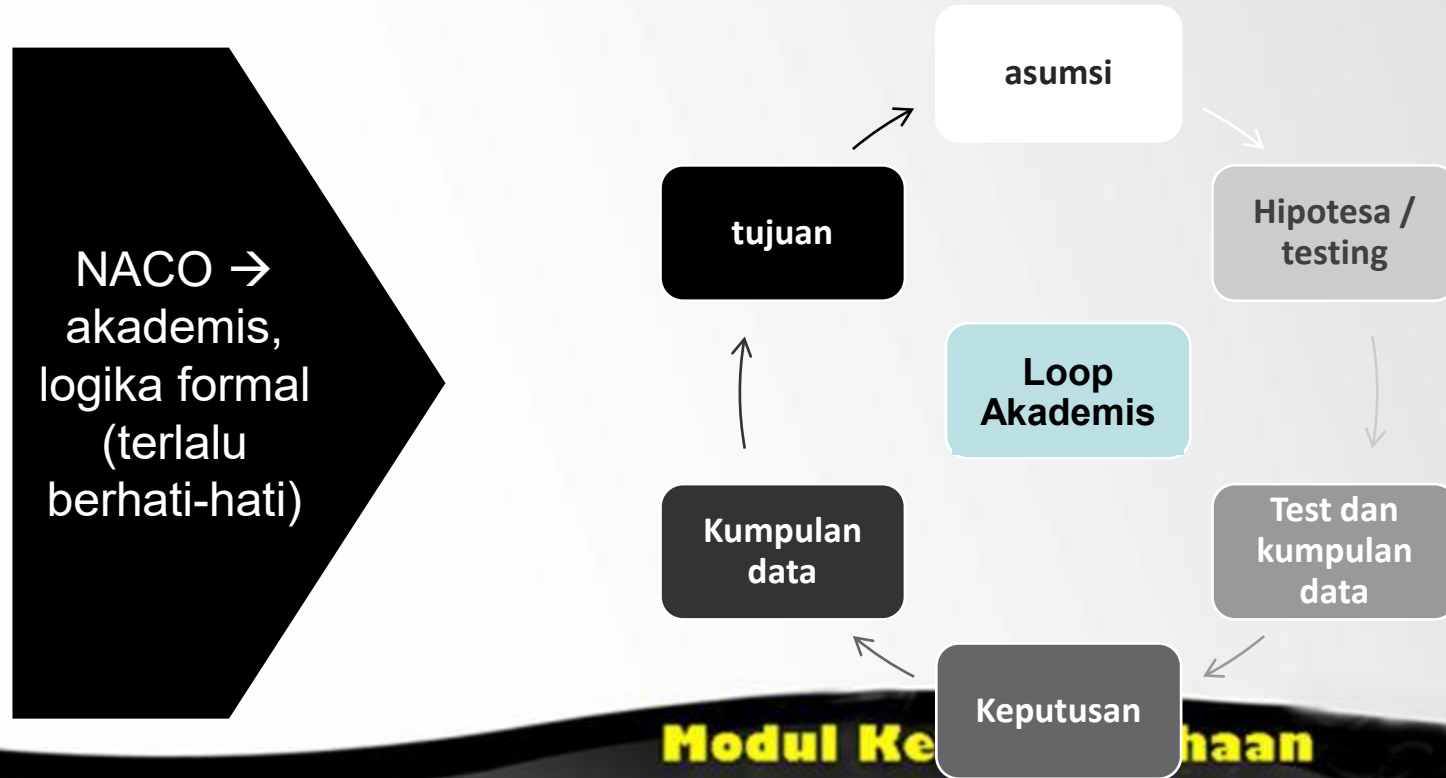 NACO →
akademis,
logika formal
(terlalu
berhati-hati)
asumsi
Hipotesa /
testing
Test dan
kumpulan
data
Keputusan
Kumpulan
data
tujuan
Loop
Akademis
Modul Ke haan